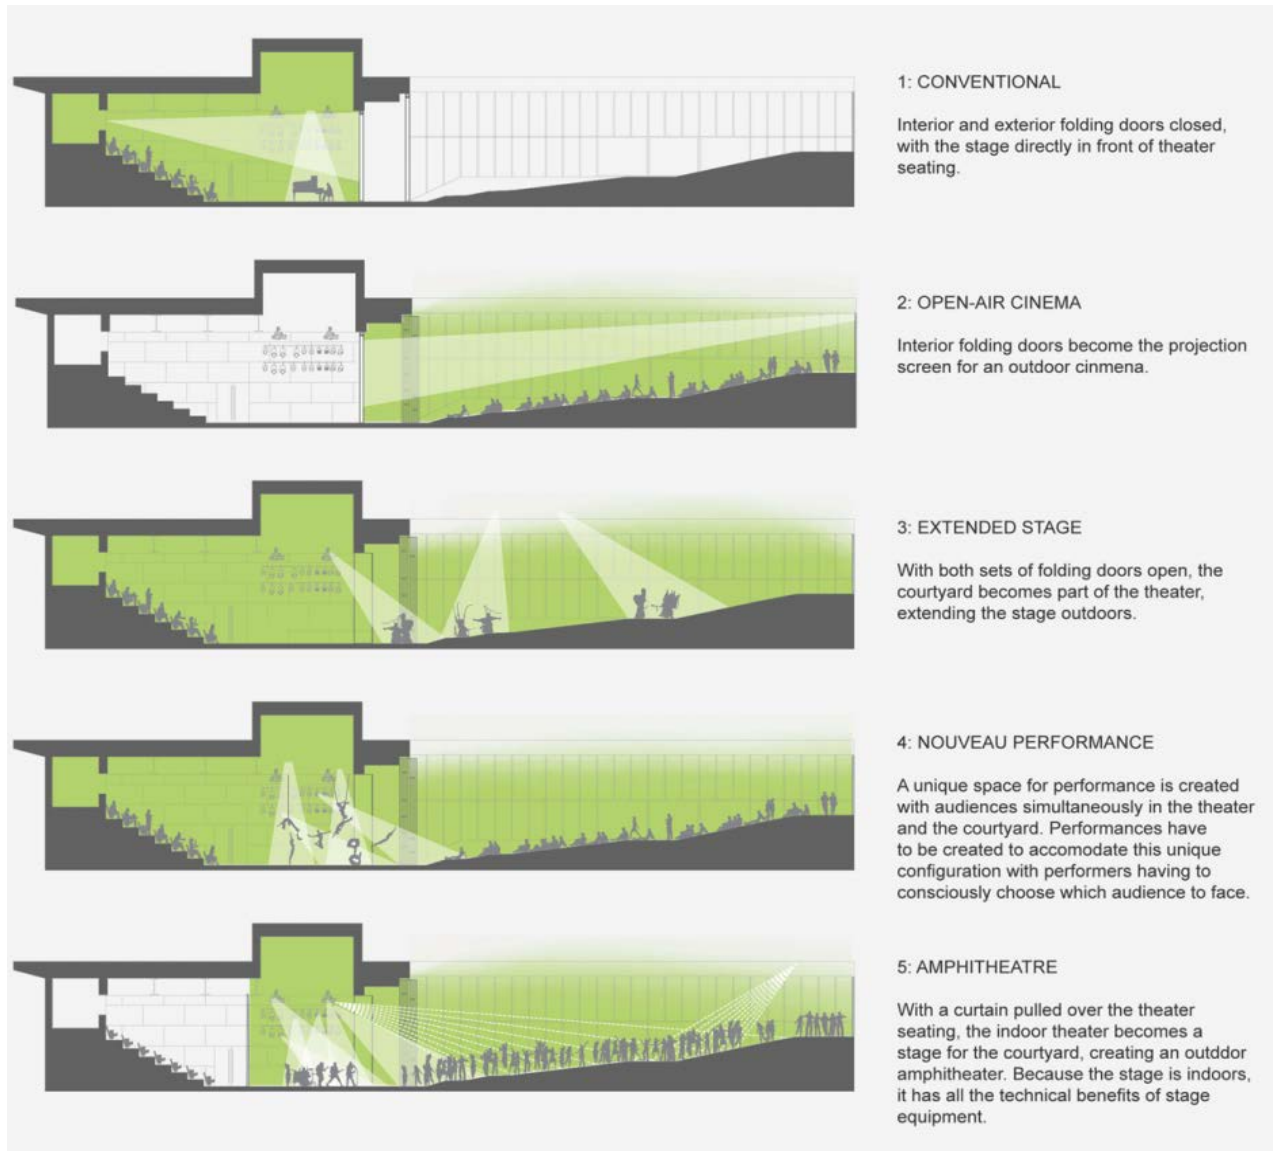 1: CONVENTIONAL
Interior and exterior folding doors closed,
with the stage directly in front of theater
seating.
2: OPEN-AIR CINEMA
Interior folding doors become the projection
screen for an outdoor cinmena.
3: EXTENDED STAGE
With both sets of folding doors open, the
courtyard becomes part of the theater,
extending the stage outdoors.
4: NOUVEAU PERFORMANCE
A unique space for performance is created
with audiences simultaneously in the theater
and the courtyard. Performances have
to be created to accomodate this unique
configuration with performers having to
consciously choose which audience to face.
5: AMPHITHEATRE
With a curtain pulled over the theater
seating, the indoor theater becomes a
stage for the courtyard, creating an outddor
amphitheater. Because the stage is indoors,
it has all the technical benefits of stage
equipment.